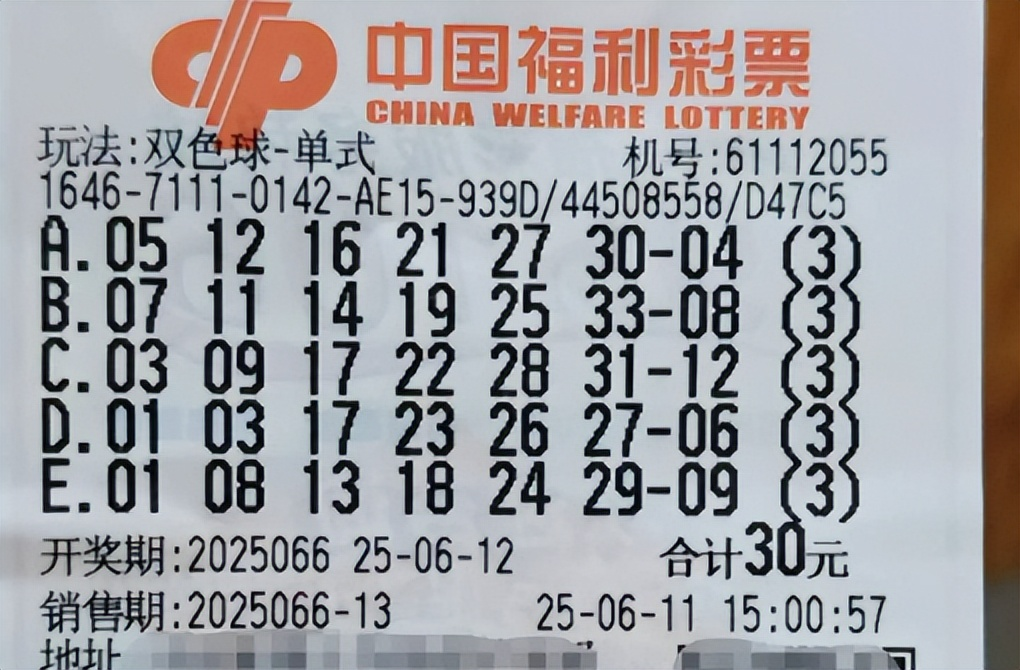 中国福利彩票
CHINA WELFARE LOTTERY
玩法:双色球-单式 机号:61112055
1646-7111-0142-AE15-939D/44508558/D47C5
A.05 12 16 21 27 30-04 (3)
B.07 11 14 19 25 33-08 (3)
C.03 09 17 22 28 31-12 (3)
D.01 03 17 23 26 27-06 (3)
E.01 08 13 18 24 29-09 (3)
开奖期:2025066 25-06-12 合计30元
销售期:2025066-13 25-06-11 15:00:57
地址